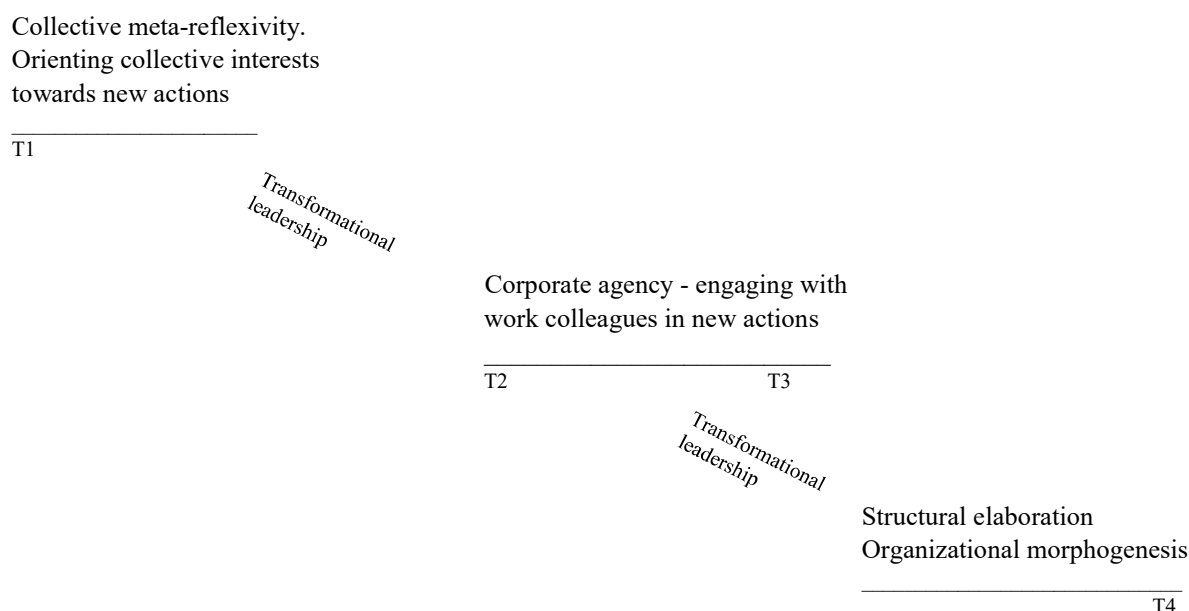 Collective meta-reflexivity.
Orienting collective interests
towards new actions
T1
Transformational
leadership
Corporate agency - engaging with
work colleagues in new actions
T2 T3
Transformational
leadership
Structural elaboration
Organizational morphogenesis
T4